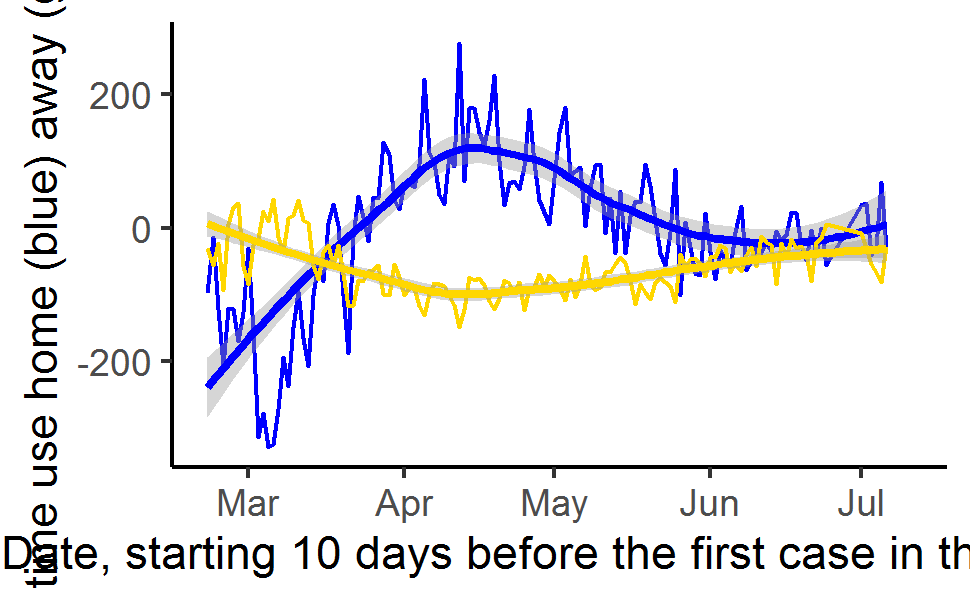 time use home (blue) away (
200
0
-200
Mar Apr May Jun Jul
Date, starting 10 days before the first case in th